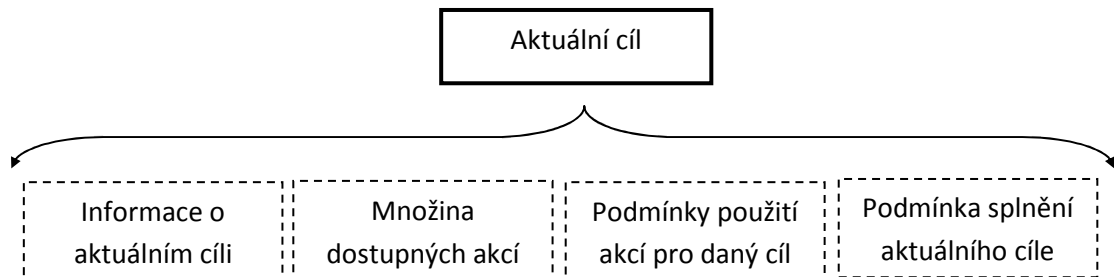 Aktuální cíl
Informace o
aktuálním cíli
Množina
dostupných akcí
Podmínky použití
akcí pro daný cíl
Podmínka splnění
aktuálního cíle